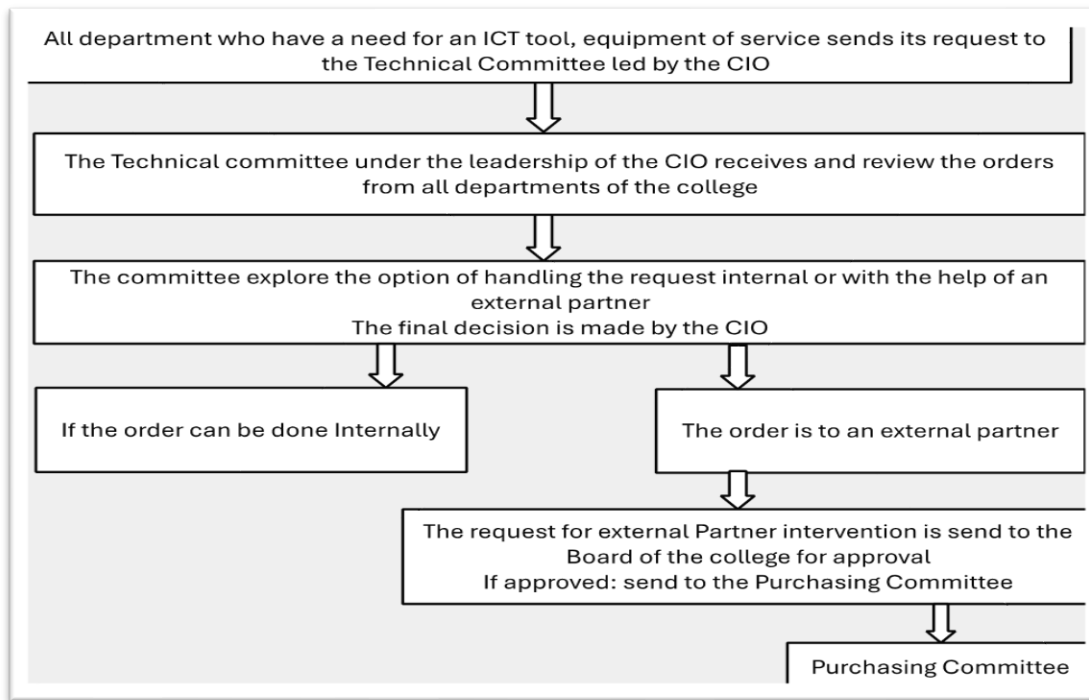 All department who have a need for an ICT tool, equipment of service sends its request to
the Technical Committee led by the CIO
The Technical committee under the leadership of the CIO receives and review the orders
from all departments of the college
The committee explore the option of handling the request internal or with the help of an
external partner
The final decision is made by the CIO
If the order can be done Internally
The order is to an external partner
The request for external Partner intervention is send to the
Board of the college for approval
If approved: send to the Purchasing Committee
Purchasing Committee